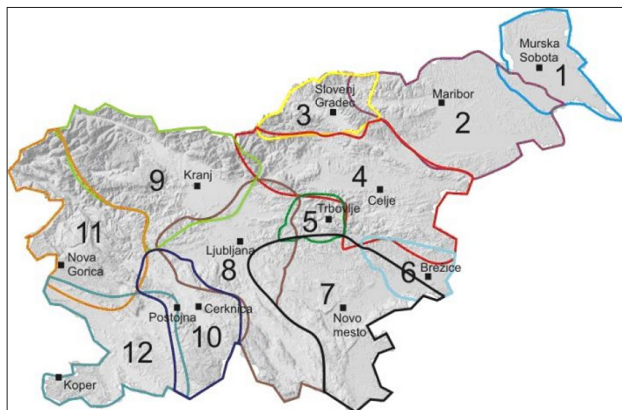 Murska
Sobota
1
Slovenj
Gradec
3
Maribor
2
9
Kranj
4
Celje
5
Trbovlje
11
Nova
Gorica
Ljubljana
8
6
Brežice
7
Novo
mesto
Postojna
Cerknica
10
12
Koper